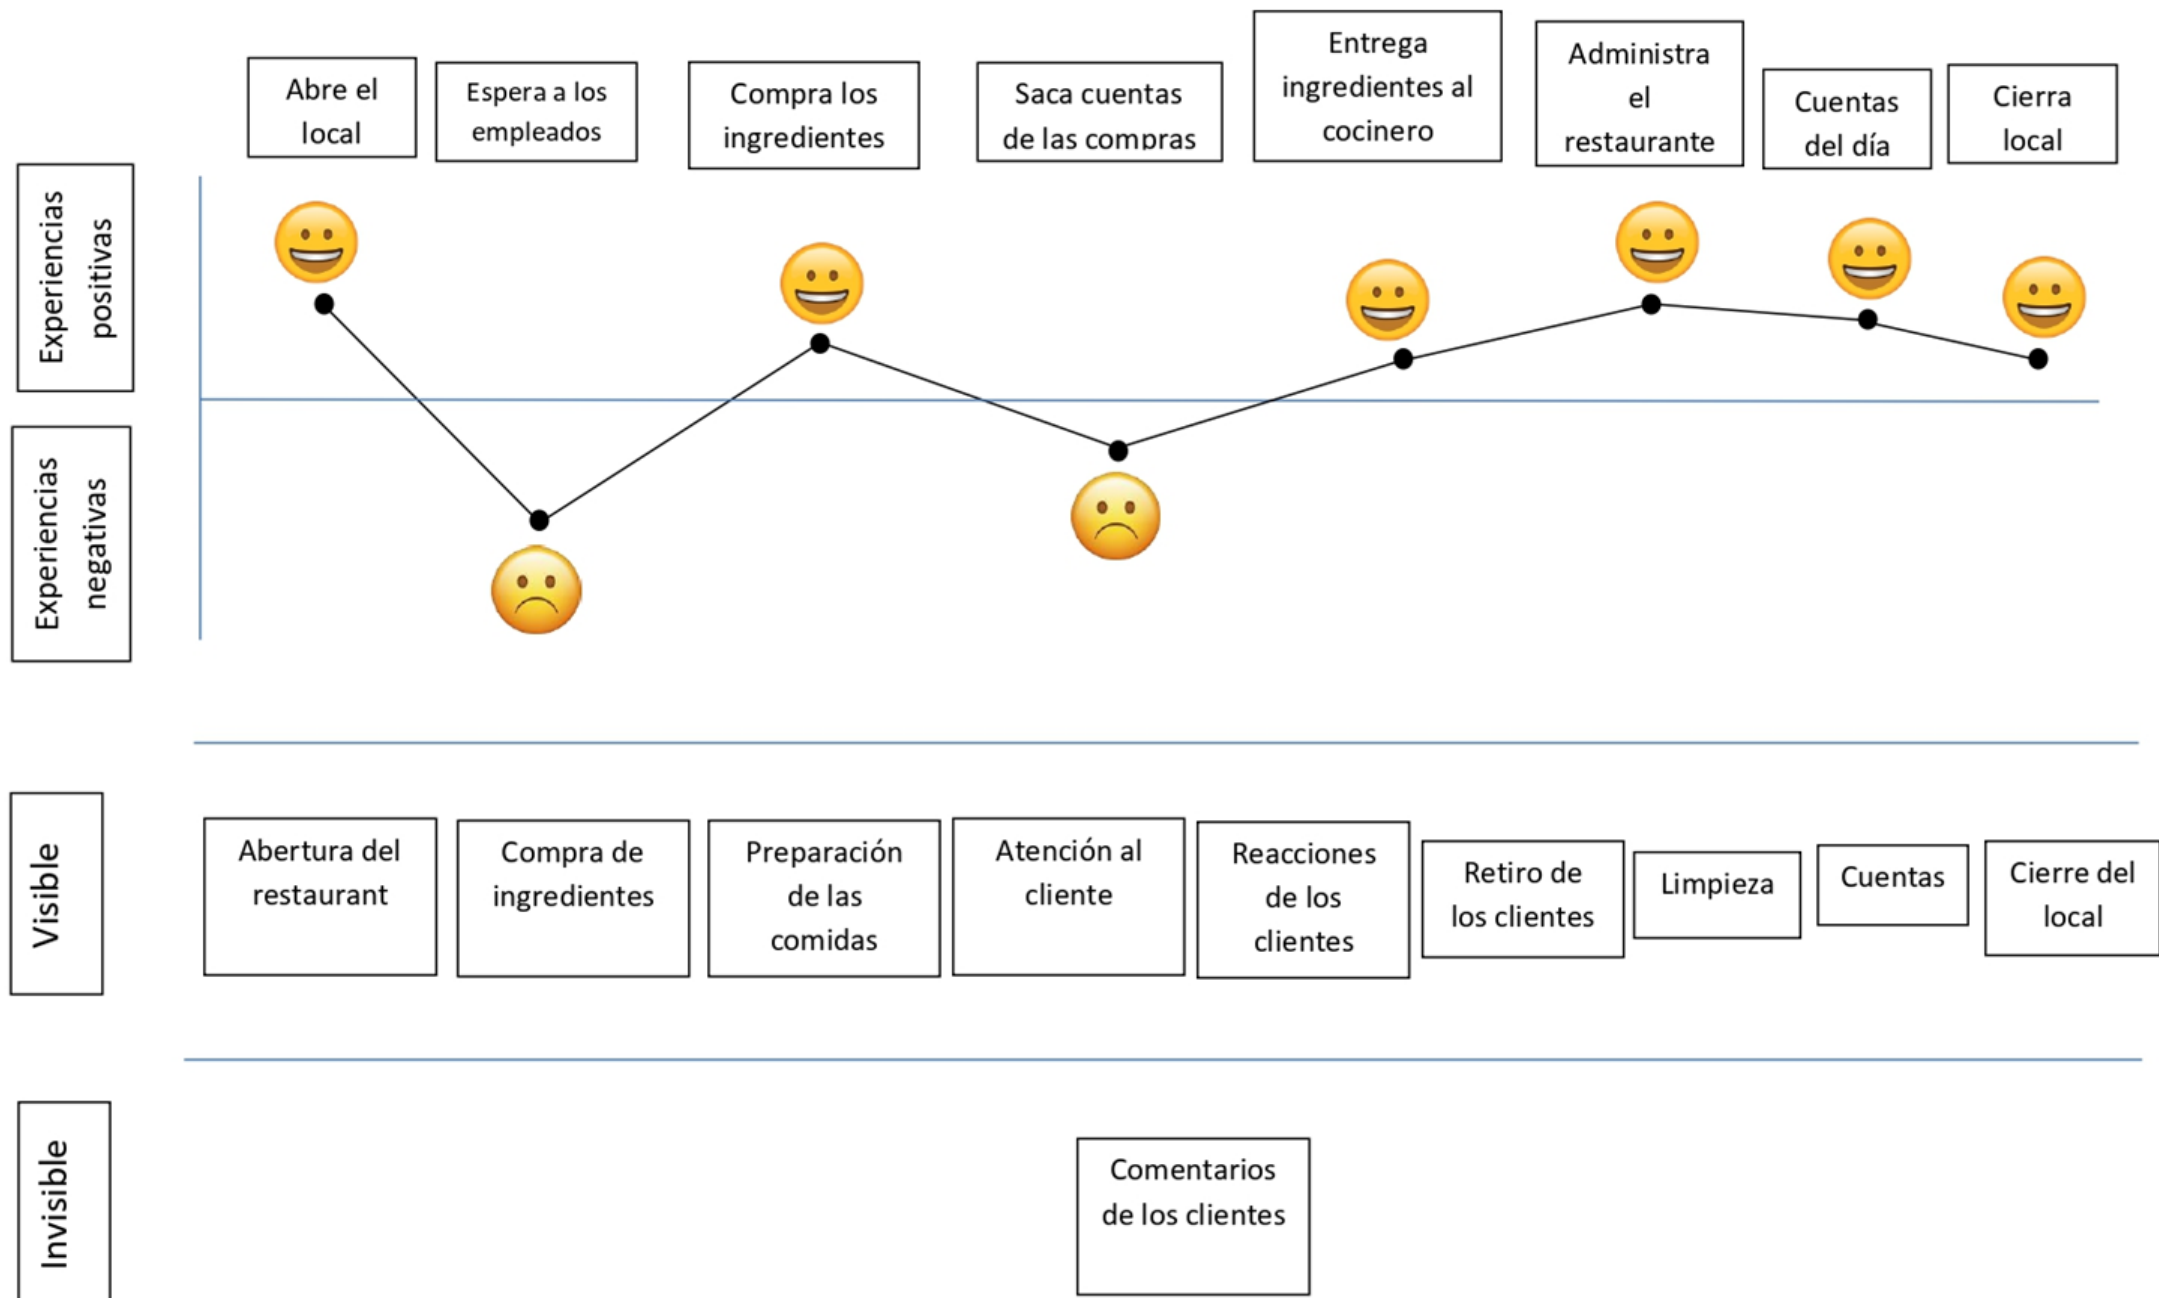 Abre el
local
Espera a los
empleados
Compra los
ingredientes
Saca cuentas
de las compras
Entrega
ingredientes al
cocinero
Administra
el
restaurante
Cuentas
del día
Cierra
local
Experiencias
positivas
Experiencias
negativas
Visible
Abertura del
restaurant
Compra de
ingredientes
Preparación
de las
comidas
Atención al
cliente
Reacciones
de los
clientes
Retiro de
los clientes
Limpieza
Cuentas
Cierre del
local
Invisible
Comentarios
de los clientes